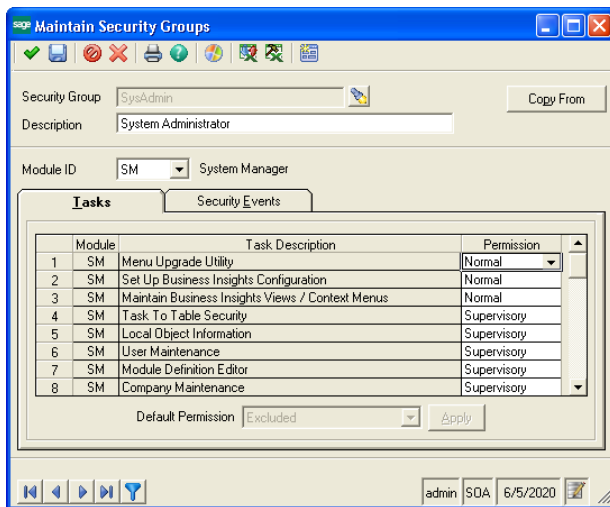 sage Maintain Security Groups
Security Group SysAdmin Copy From
Description System Administrator
Module ID SM System Manager
Tasks Security Events
Module Task Description Permission
1 SM Menu Upgrade Utility Normal
2 SM Set Up Business Insights Configuration Normal
3 SM Maintain Business Insights Views / Context Menus Normal
4 SM Task To Table Security Supervisory
5 SM Local Object Information Supervisory
6 SM User Maintenance Supervisory
7 SM Module Definition Editor Supervisory
8 SM Company Maintenance Supervisory
Default Permission Excluded Apply
admin SOA 6/5/2020